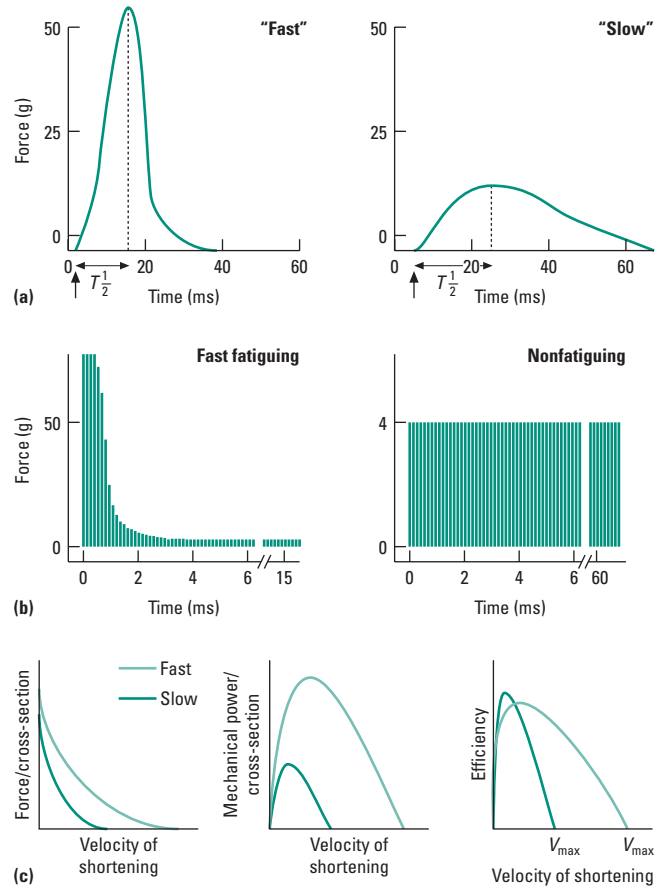 50
25
0
Force (g)
"Fast"
0 20 40 60
T 1/2
Time (ms)
(a)
50
25
0
"Slow"
0 20 40 60
T 1/2
Time (ms)
Fast fatiguing
50
0
Force (g)
0 2 4 6 15
Time (ms)
(b)
Nonfatiguing
4
0
0 2 4 6 60
Time (ms)
Fast
Slow
Force/cross-section
Velocity of
shortening
(c)
Mechanical power/
cross-section
Velocity of
shortening
Efficiency
Vmax Vmax
Velocity of shortening